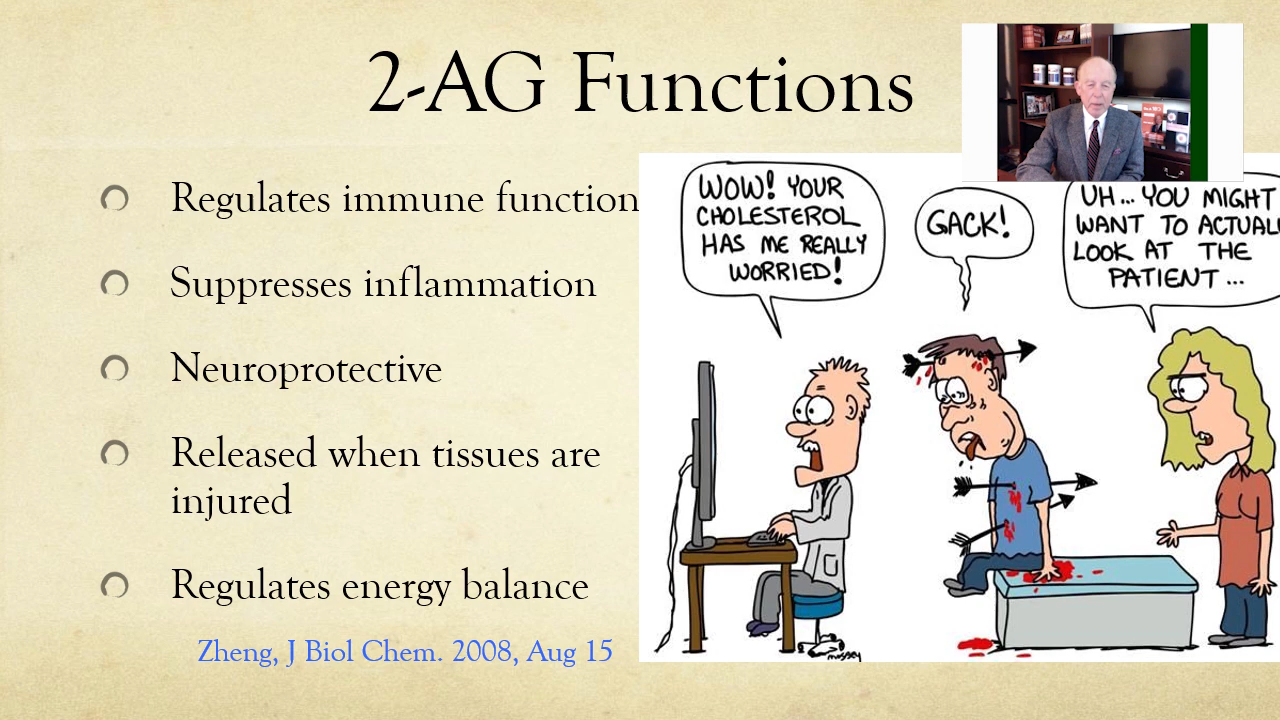 2-AG Functions
Regulates immune function
Suppresses inflammation
Neuroprotective
Released when tissues are
injured
Regulates energy balance
Zheng, J Biol Chem. 2008, Aug 15
WOW! YOUR
CHOLESTEROL
HAS ME REALLY
WORRIED!
GACK!
UH... YOU MIGHT
WANT TO ACTUAL
LOOK AT THE
PATIENT...